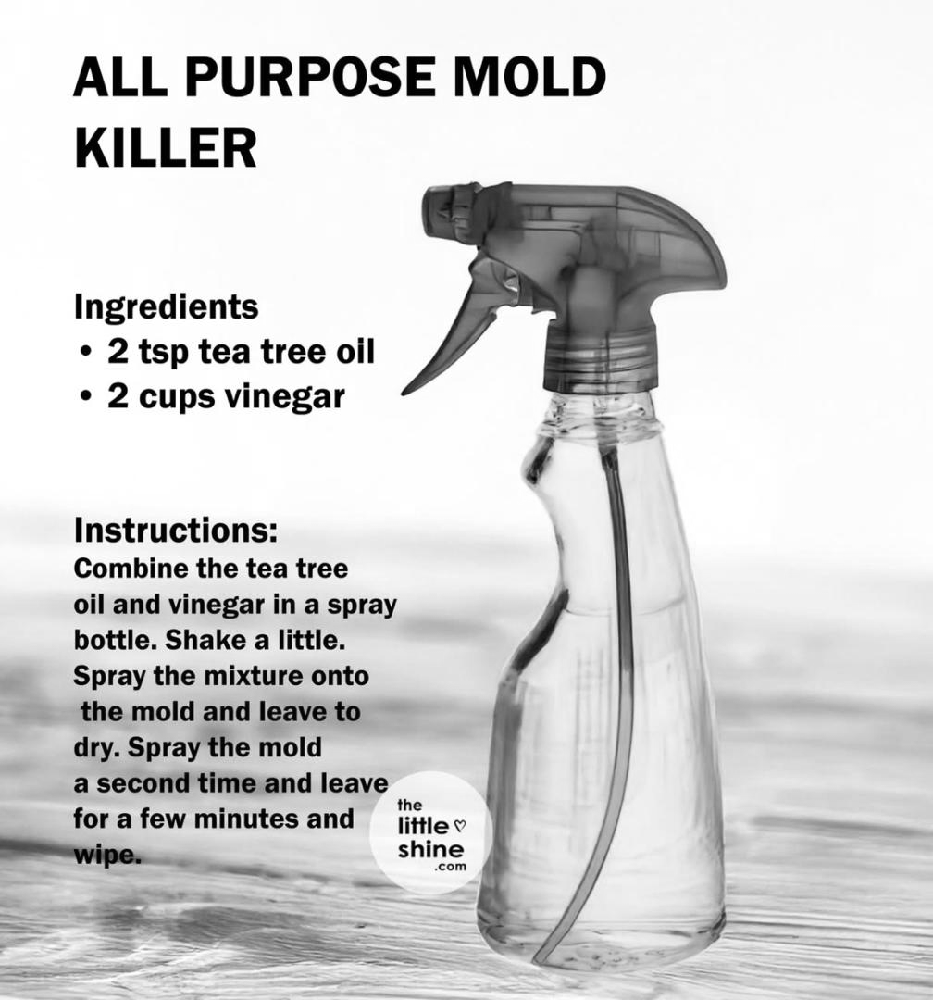 ALL PURPOSE MOLD
KILLER
Ingredients
• 2 tsp tea tree oil
• 2 cups vinegar
Instructions:
Combine the tea tree
oil and vinegar in a spray
bottle. Shake a little.
Spray the mixture onto
the mold and leave to
dry. Spray the mold
a second time and leave
for a few minutes and
wipe.
the
little ♡
shine
.com